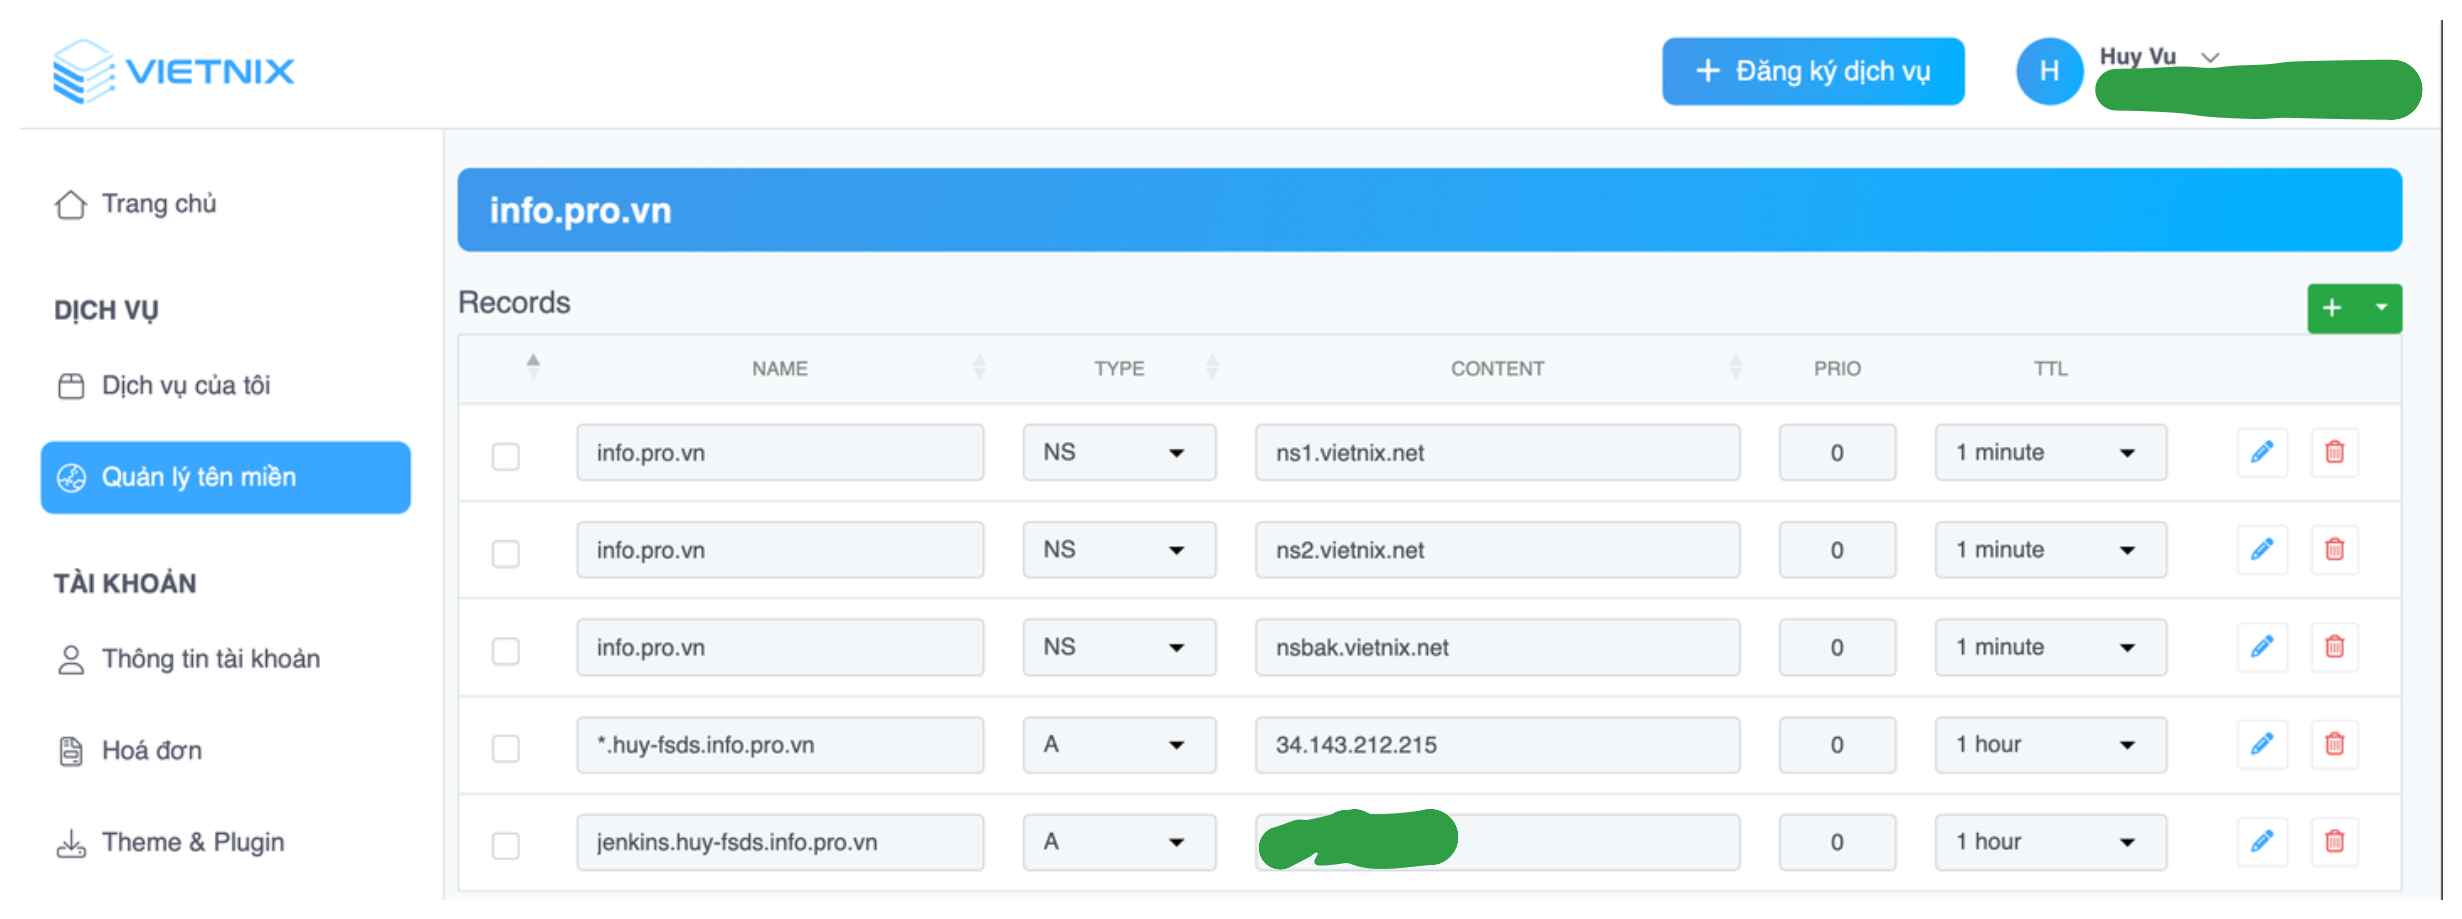 VIETNIX
+ Đăng ký dịch vụ
H
Huy Vu
Trang chủ
DỊCH VỤ
Dịch vụ của tôi
Quản lý tên miền
TÀI KHOẢN
Thông tin tài khoản
Hoá đơn
Theme & Plugin
info.pro.vn
Records
+
NAME TYPE CONTENT PRIO TTL
info.pro.vn NS ns1.vietnix.net 0 1 minute
info.pro.vn NS ns2.vietnix.net 0 1 minute
info.pro.vn NS nsbak.vietnix.net 0 1 minute
*.huy-fsds.info.pro.vn A 34.143.212.215 0 1 hour
jenkins.huy-fsds.info.pro.vn A 0 1 hour